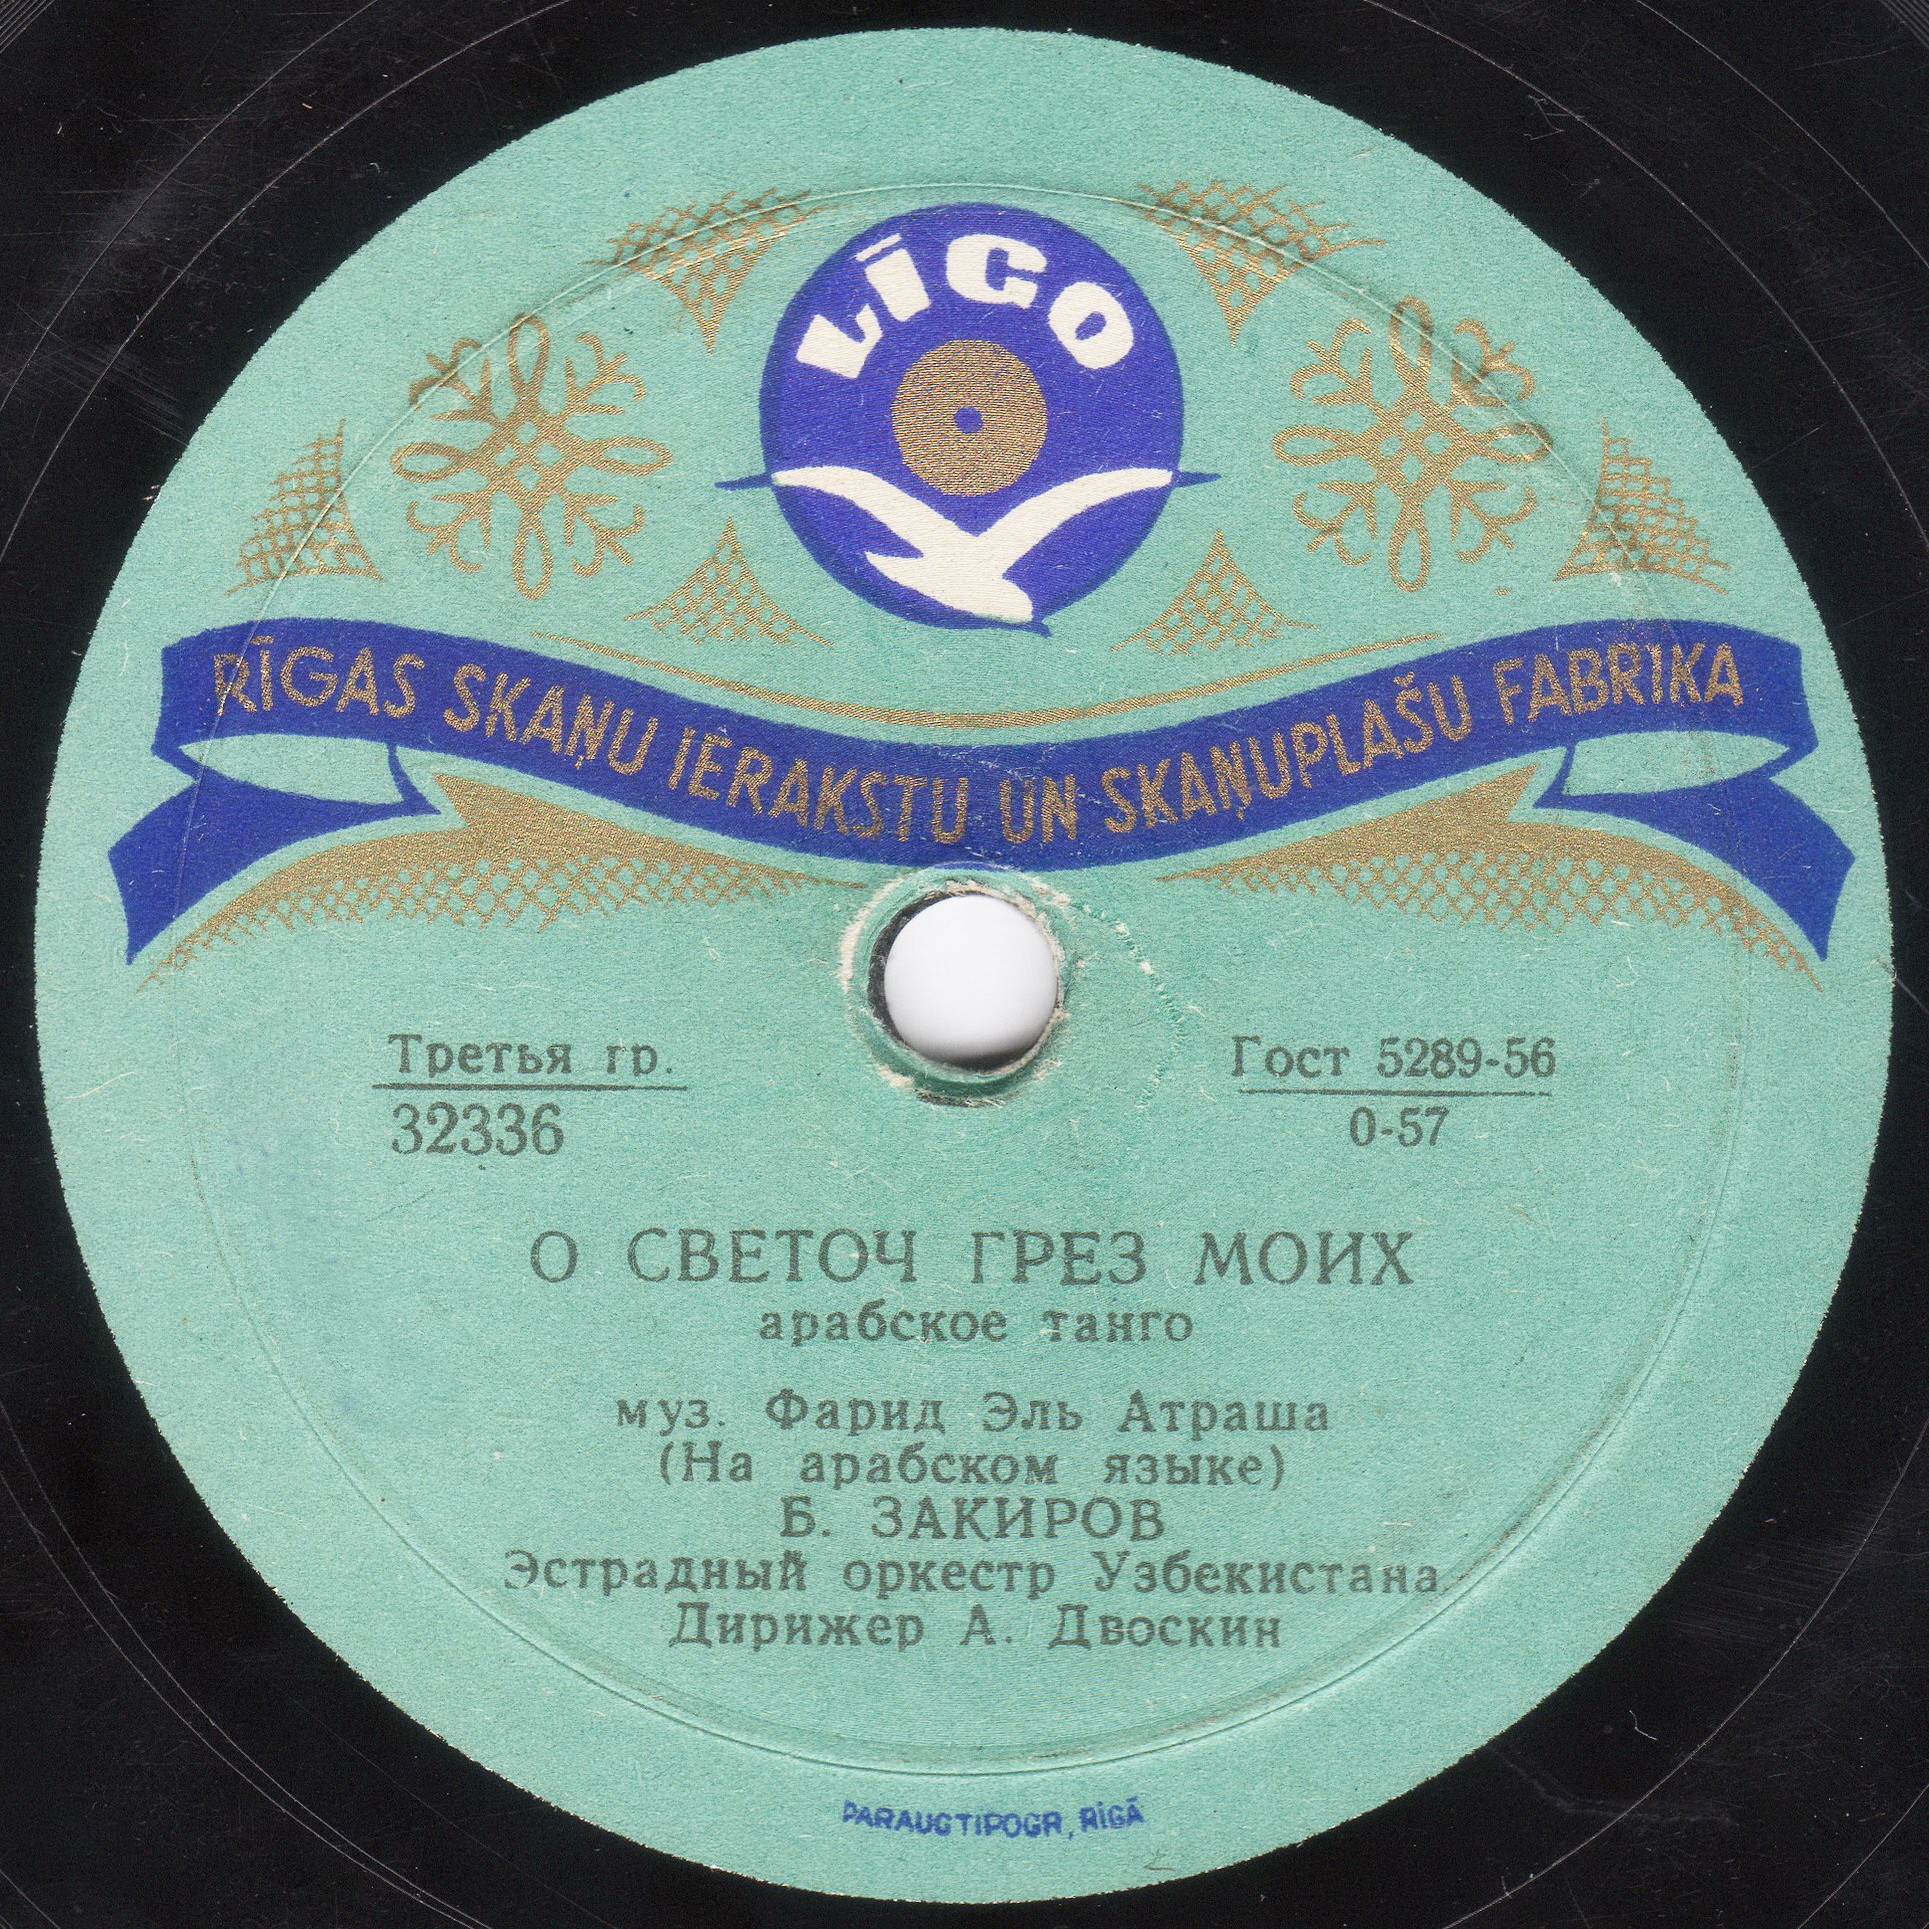 LĪGO
RĪGAS SKAŅU IERAKSTU UN SKAŅUPLAŠU FABRIKA
Третья гр.
32336
Гост 5289-56
0-57
О СВЕТОЧ ГРЕЗ МОИХ
арабское танго
муз. Фарид Эль Атраша
(На арабском языке)
Б. ЗАКИРОВ
Эстрадный оркестр Узбекистана
Дирижер А. Двоскин
PARAUGTIPOGR, RĪGĀ